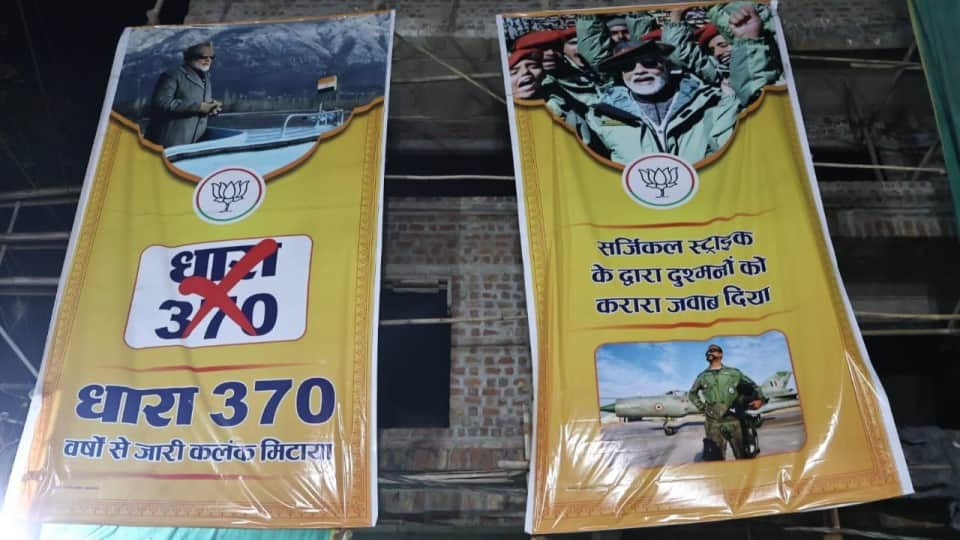 धारा
370
धारा 370
वर्षों से जारी कलंक मिटाया
सर्जिकल स्ट्राइक
के द्वारा दुश्मनों को
करारा जवाब दिया